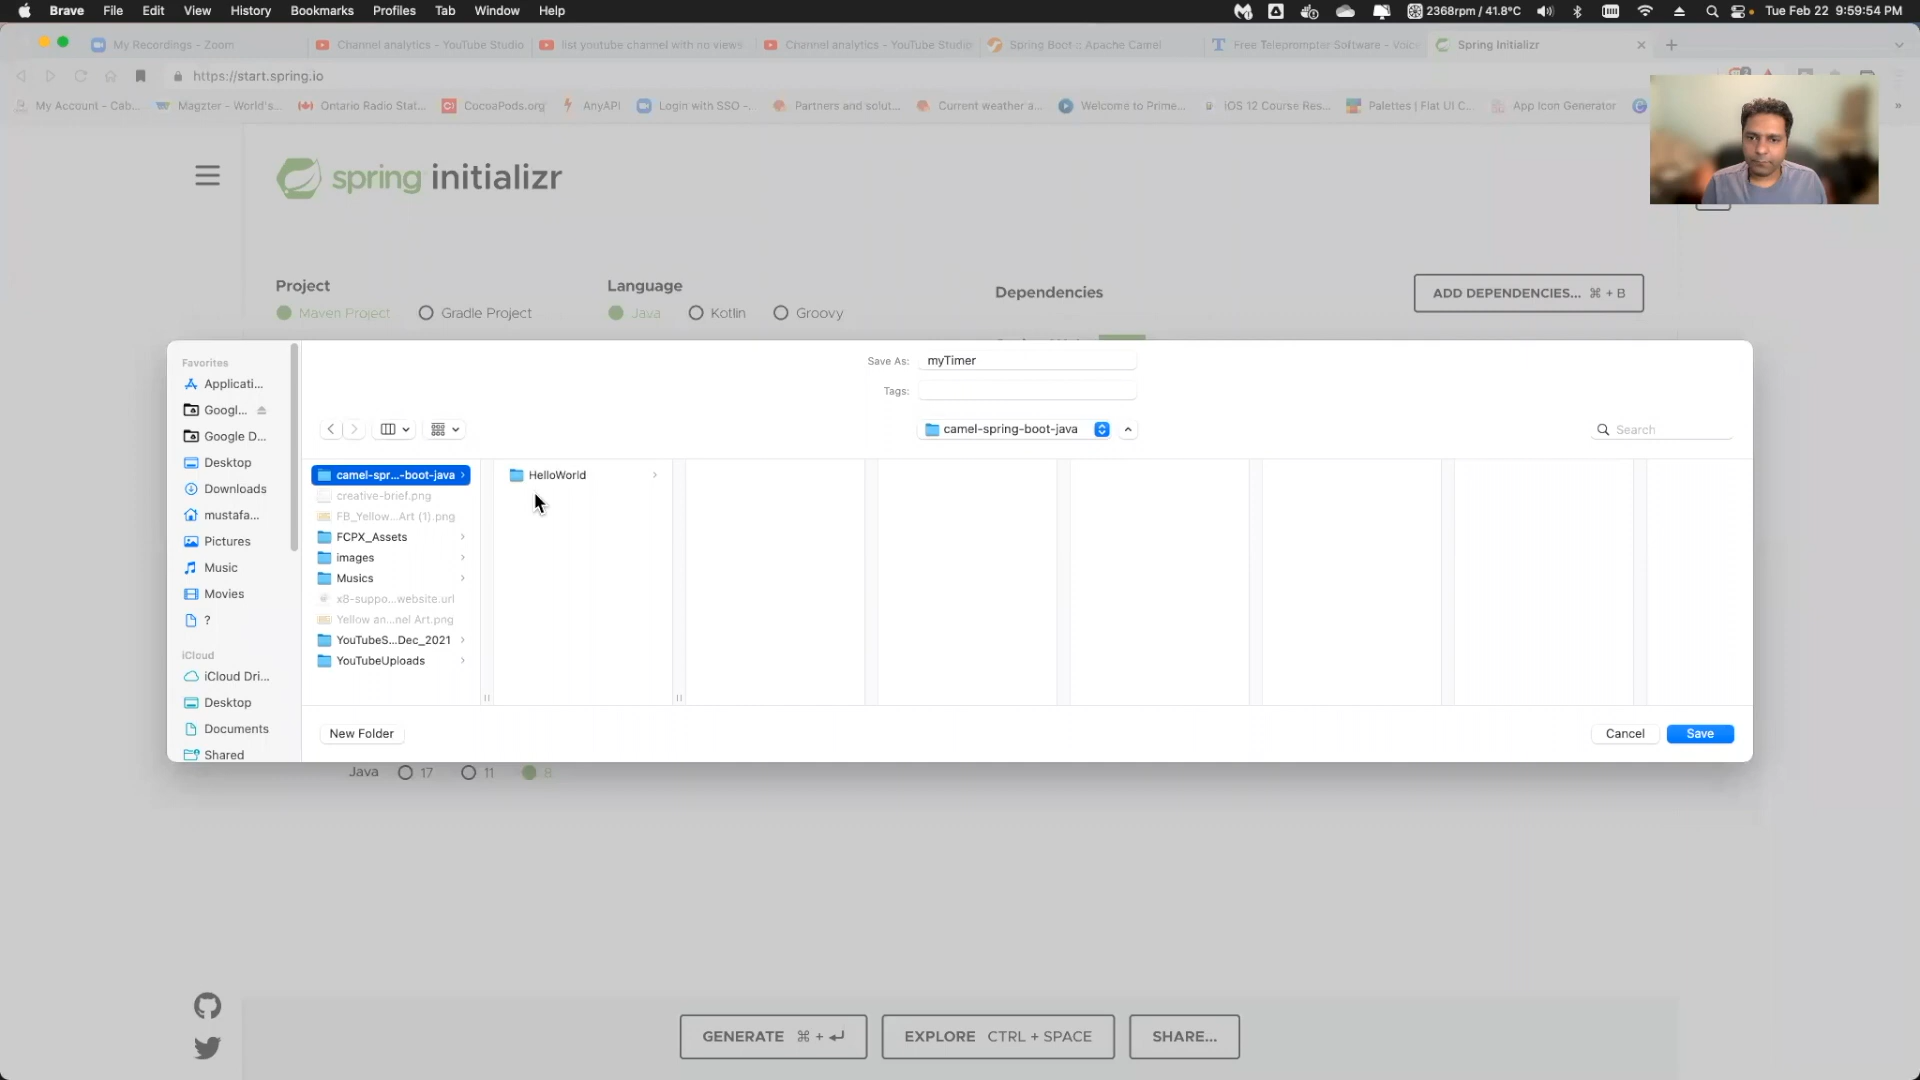 Brave File Edit View History Bookmarks Profiles Tab Window Help 2368rpm / 41.8°C Tue Feb 22 9:59:54 PM
My Recordings - Zoom Channel analytics - YouTube Studio list youtube channel with no views Channel analytics - YouTube Studio Spring Boot :: Apache Camel Free Teleprompter Software - Voic Spring Initializr
https://start.spring.io
My Account - Cab... Magzter - World's... Ontario Radio Stat... CocoaPods.org AnyAPI Login with SSO -... Partners and solut... Current weather a... Welcome to Prime... iOS 12 Course Res... Palettes | Flat UI C... App Icon Generator »
spring initializr
Project
Maven Project Gradle Project
Language
Java Kotlin Groovy
Dependencies
ADD DEPENDENCIES... ⌘ + B
Save As: myTimer
Tags:
camel-spring-boot-java
Search
Favorites
Applicati...
Googl...
Google D...
Desktop
Downloads
mustafa...
Pictures
Music
Movies
?
iCloud
iCloud Dri...
Desktop
Documents
Shared
camel-spr...-boot-java
creative-brief.png
FB_Yellow...Art (1).png
FCPX_Assets
images
Musics
x8-suppo...website.url
Yellow an...nel Art.png
YouTubeS...Dec_2021
YouTubeUploads
HelloWorld
New Folder
Cancel
Save
Java 17 11 8
GENERATE ⌘ + ↵
EXPLORE CTRL + SPACE
SHARE...